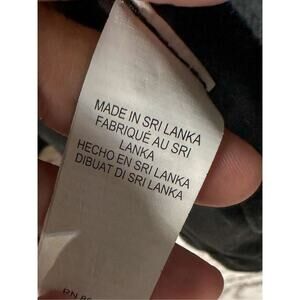 MADE IN SRI LANKA
FABRIQUÉ AU SRI
LANKA
HECHO EN SRI LANKA
DIBUAT DI SRI LANKA